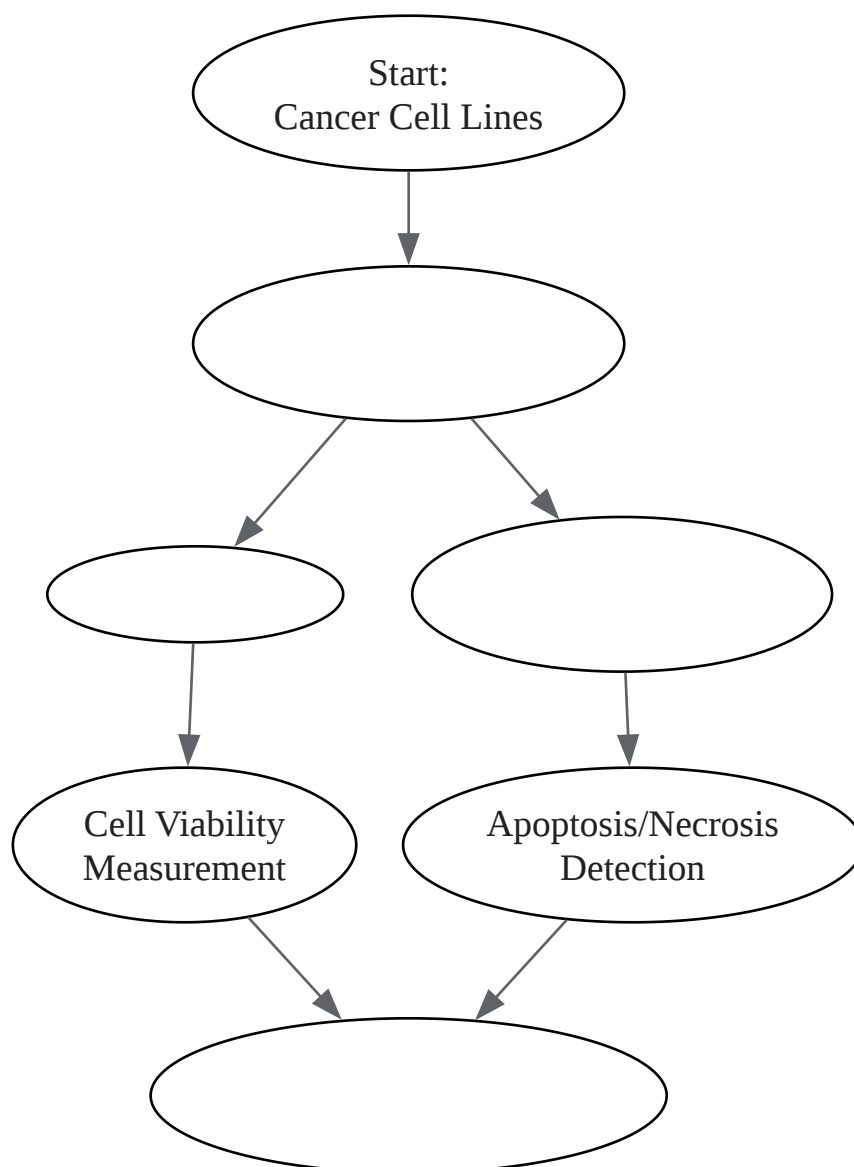 Start:
Cancer Cell Lines
Cell Viability
Measurement
Apoptosis/Necrosis
Detection